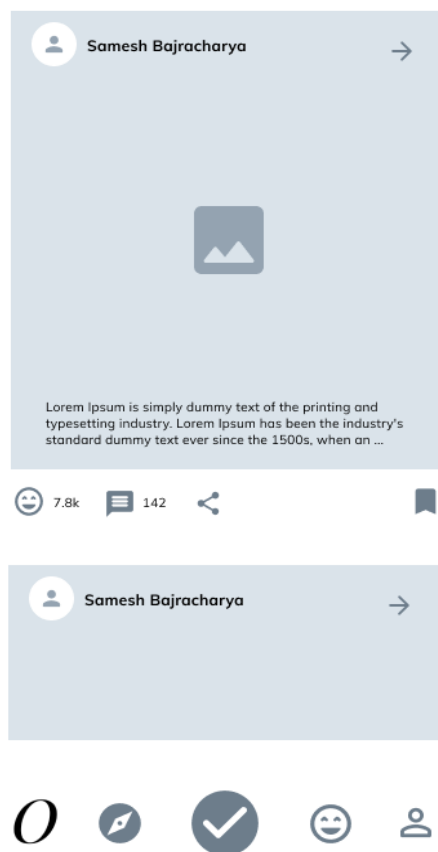 Samesh Bajracharya
Lorem Ipsum is simply dummy text of the printing and
typesetting industry. Lorem Ipsum has been the industry's
standard dummy text ever since the 1500s, when an ...
7.8k 142
Samesh Bajracharya
O